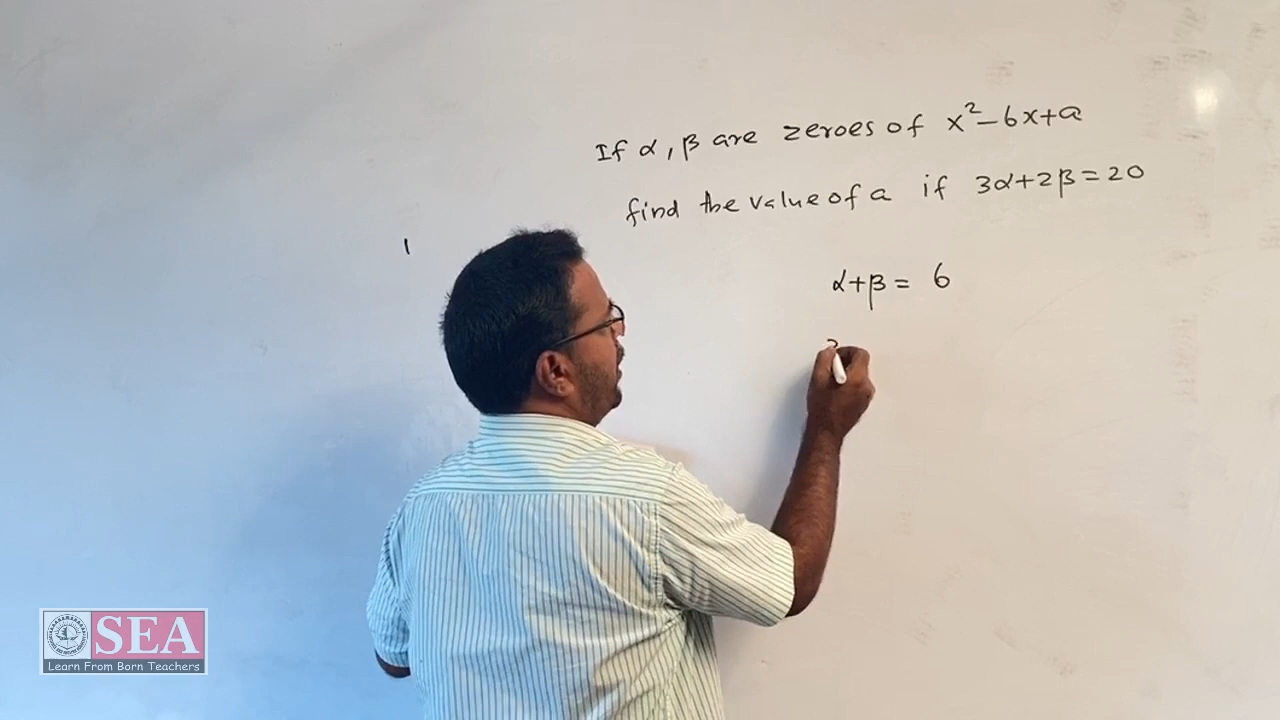 If α, β are zeroes of x²-6x+a
find the value of a if 3α+2β=20
α+β = 6
SEA
Learn From Born Teachers